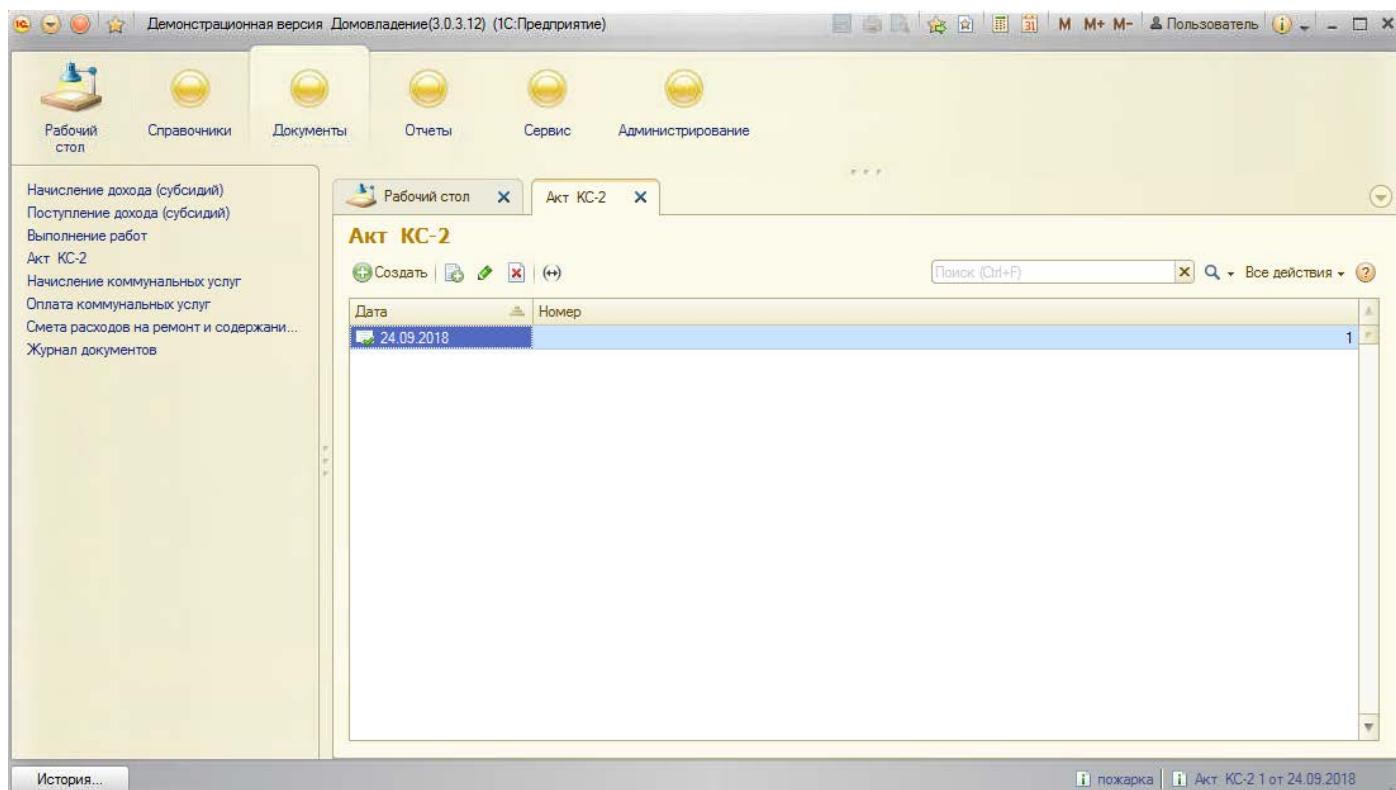 Демонстрационная версия Домовладение(3.0.3.12) (1С:Предприятие)
M M+ M- Пользователь
Рабочий стол
Справочники
Документы
Отчеты
Сервис
Администрирование
Начисление дохода (субсидий)
Поступление дохода (субсидий)
Выполнение работ
Акт КС-2
Начисление коммунальных услуг
Оплата коммунальных услуг
Смета расходов на ремонт и содержани...
Журнал документов
Рабочий стол
Акт КС-2
Акт КС-2
Создать
Поиск (Ctrl+F)
Все действия
Дата
Номер
24.09.2018
1
История...
пожарка
Акт КС-2 1 от 24.09.2018